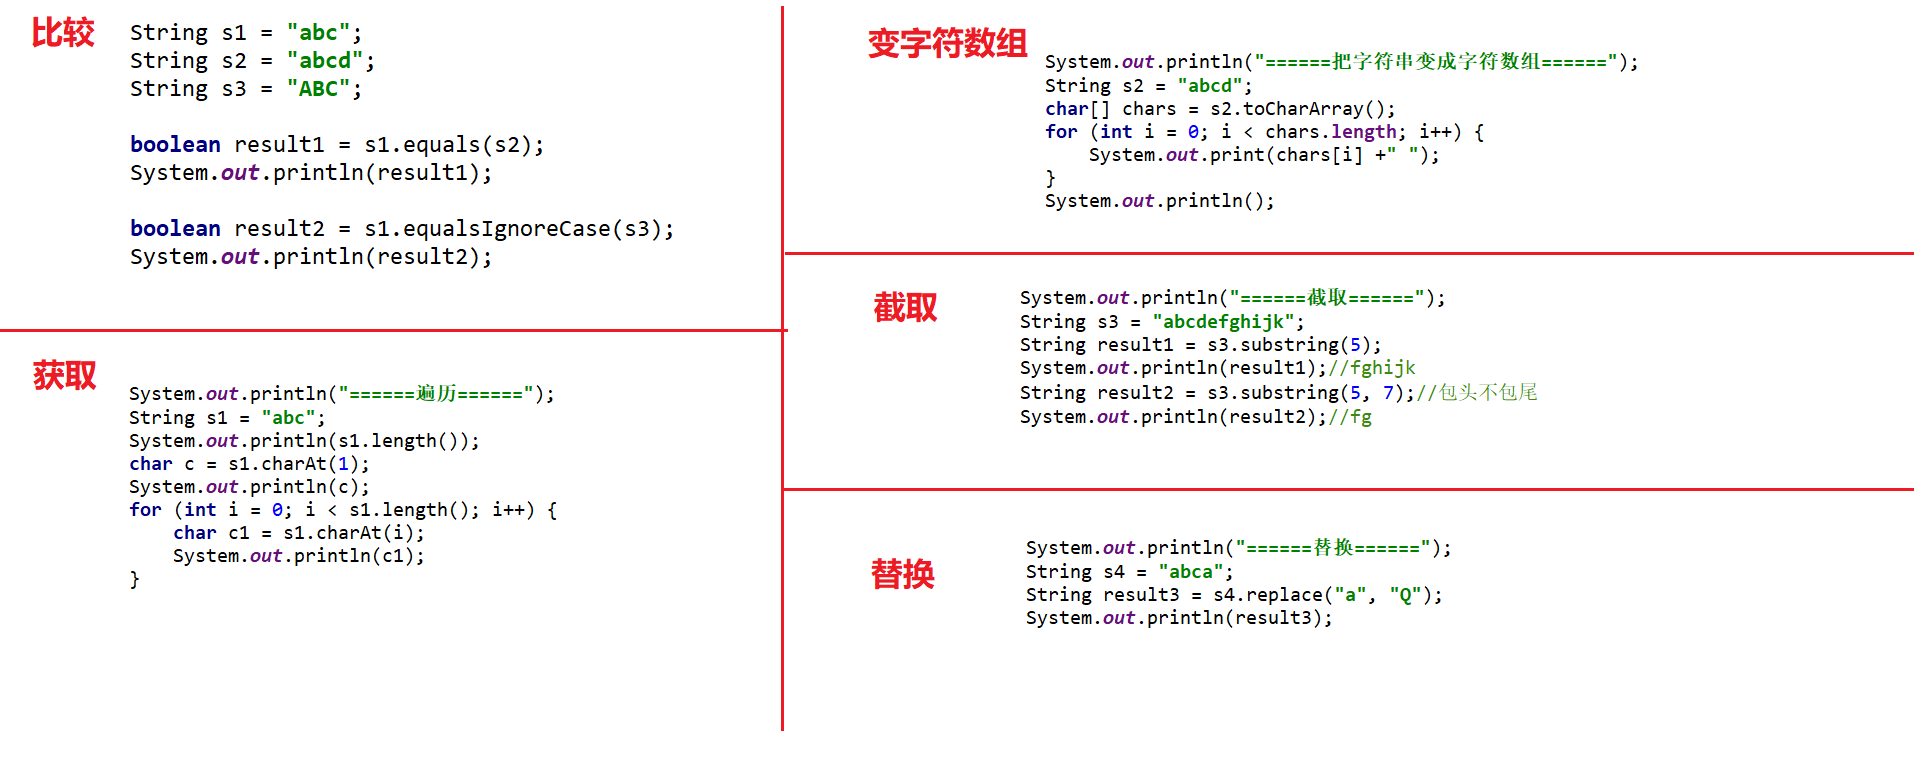 比较
String s1 = "abc";
String s2 = "abcd";
String s3 = "ABC";
boolean result1 = s1.equals(s2);
System.out.println(result1);
boolean result2 = s1.equalsIgnoreCase(s3);
System.out.println(result2);
获取
System.out.println("======遍历======");
String s1 = "abc";
System.out.println(s1.length());
char c = s1.charAt(1);
System.out.println(c);
for (int i = 0; i < s1.length(); i++) {
    char c1 = s1.charAt(i);
    System.out.println(c1);
}
变字符数组
System.out.println("======把字符串变成字符数组======");
String s2 = "abcd";
char[] chars = s2.toCharArray();
for (int i = 0; i < chars.length; i++) {
    System.out.print(chars[i] +" ");
}
System.out.println();
截取
System.out.println("======截取======");
String s3 = "abcdefghijk";
String result1 = s3.substring(5);
System.out.println(result1);//fghijk
String result2 = s3.substring(5, 7);//包头不包尾
System.out.println(result2);//fg
替换
System.out.println("======替换======");
String s4 = "abca";
String result3 = s4.replace("a", "Q");
System.out.println(result3);